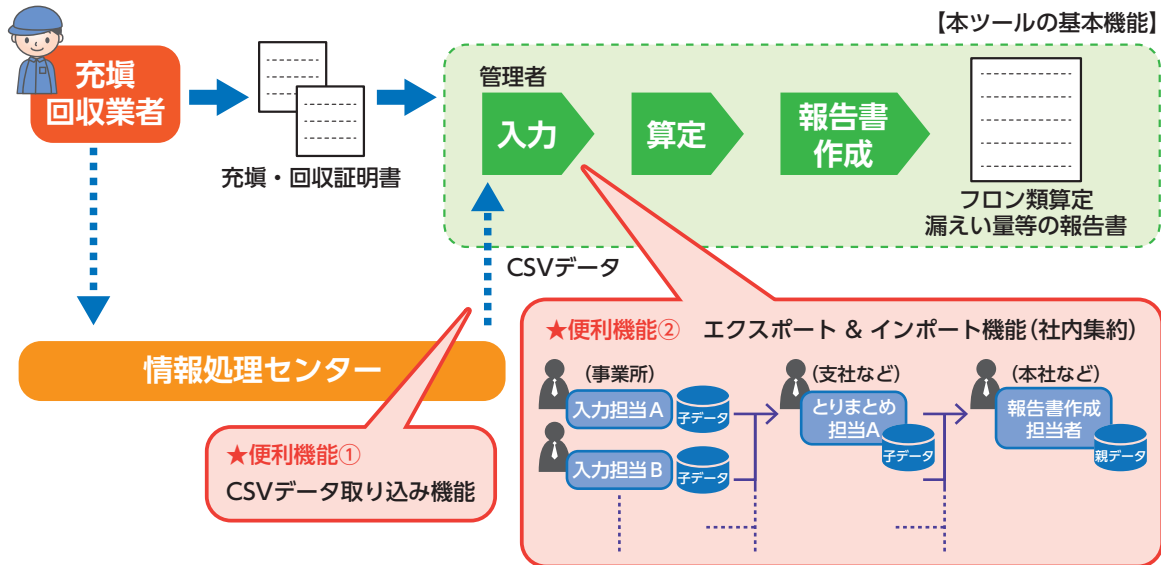 【本ツールの基本機能】
充塡
回収業者
充塡・回収証明書
管理者
入力
算定
報告書
作成
フロン類算定
漏えい量等の報告書
CSVデータ
情報処理センター
★便利機能①
CSVデータ取り込み機能
★便利機能② エクスポート & インポート機能(社内集約)
(事業所)
入力担当A
子データ
入力担当B
子データ
(支社など)
とりまとめ
担当A
子データ
(本社など)
報告書作成
担当者
親データ